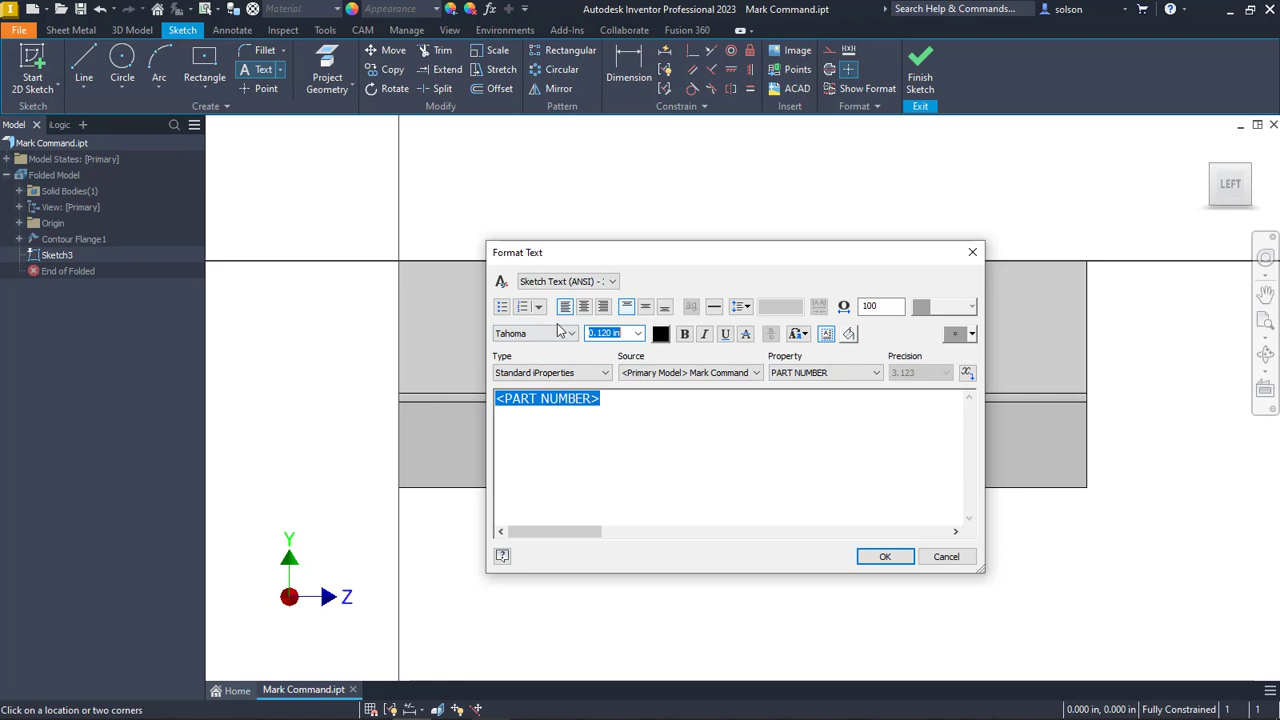 Material
Appearance
Autodesk Inventor Professional 2023 Mark Command.ipt
Search Help & Commands...
solson
File
Sheet Metal
3D Model
Sketch
Annotate
Inspect
Tools
CAM
Manage
View
Environments
Add-Ins
Collaborate
Fusion 360
Start
2D Sketch
Line
Circle
Arc
Rectangle
Fillet
Text
Point
Project
Geometry
Move
Copy
Rotate
Trim
Extend
Split
Scale
Stretch
Offset
Rectangular
Circular
Mirror
Dimension
Image
Points
ACAD
Show Format
Finish
Sketch
Sketch
Create
Modify
Pattern
Constrain
Insert
Format
Exit
Model
iLogic
Mark Command.ipt
Model States: [Primary]
Folded Model
Solid Bodies(1)
View: [Primary]
Origin
Contour Flange1
Sketch3
End of Folded
LEFT
Format Text
Sketch Text (ANSI) -
100
Tahoma
0.120 in
B I U A
Type
Source
Property
Precision
Standard iProperties
<Primary Model> Mark Command
PART NUMBER
3.123
<PART NUMBER>
OK
Cancel
Y
Z
Home
Mark Command.ipt
Click on a location or two corners
0.000 in, 0.000 in
Fully Constrained
1
1